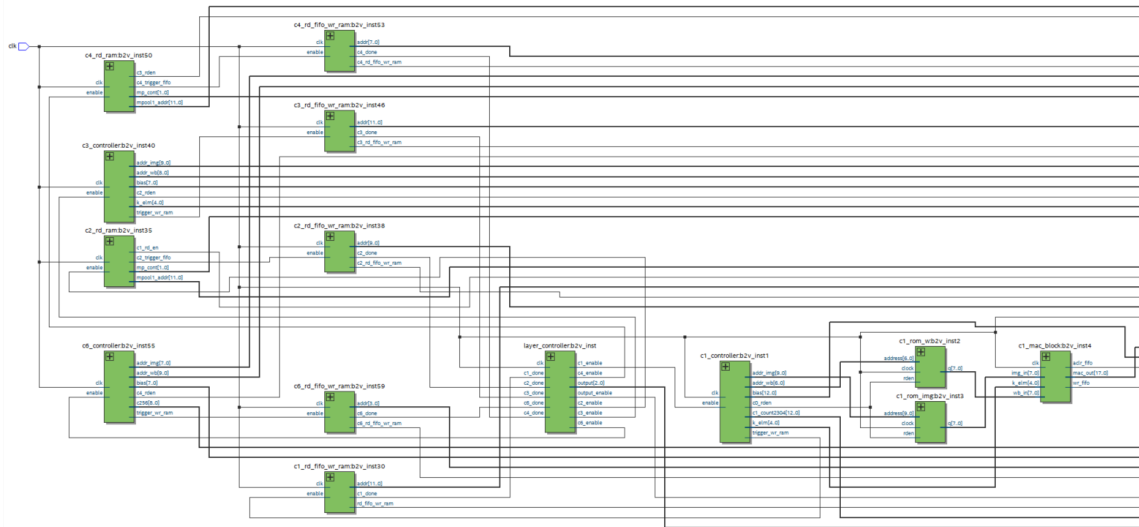 clk
c4_rd_ram:b2v_inst50
clk
enable
c3_rden
c4_trigger_fifo
mp_cont[1..0]
mpool1_addr[11..0]
c4_rd_fifo_wr_ram:b2v_inst53
clk
enable
addr[7..0]
c4_done
c4_rd_fifo_wr_ram
c3_rd_fifo_wr_ram:b2v_inst46
clk
enable
addr[11..0]
c3_done
c3_rd_fifo_wr_ram
c3_controller:b2v_inst40
clk
enable
addr_img[9..0]
addr_wb[8..0]
bias[7..0]
c2_rden
k_elm[4..0]
trigger_wr_ram
c2_rd_ram:b2v_inst35
clk
enable
c1_rd_en
c2_trigger_fifo
mp_cont[1..0]
mpool1_addr[11..0]
c2_rd_fifo_wr_ram:b2v_inst38
clk
enable
addr[9..0]
c2_done
c2_rd_fifo_wr_ram
c6_controller:b2v_inst55
clk
enable
addr_img[7..0]
addr_wb[9..0]
bias[7..0]
c4_rden
c256[8..0]
trigger_wr_ram
c6_rd_fifo_wr_ram:b2v_inst59
clk
enable
addr[3..0]
c6_done
c6_rd_fifo_wr_ram
c1_rd_fifo_wr_ram:b2v_inst30
clk
enable
addr[11..0]
c1_done
rd_fifo_wr_ram
layer_controller:b2v_inst
clk
c1_done
c2_done
c3_done
c6_done
c4_done
c1_enable
c4_enable
output[2..0]
output_enable
c2_enable
c3_enable
c6_enable
c1_controller:b2v_inst1
clk
enable
addr_img[9..0]
addr_wb[6..0]
bias[12..0]
c0_rden
c1_count2304[12..0]
k_elm[4..0]
trigger_wr_ram
c1_rom_w:b2v_inst2
address[6..0]
clock
rden
q[7..0]
c1_rom_img:b2v_inst3
address[9..0]
clock
rden
q[7..0]
c1_mac_block:b2v_inst4
clk
img_in[7..0]
k_elm[4..0]
wb_in[7..0]
aclr_fifo
mac_out[17..0]
wr_fifo